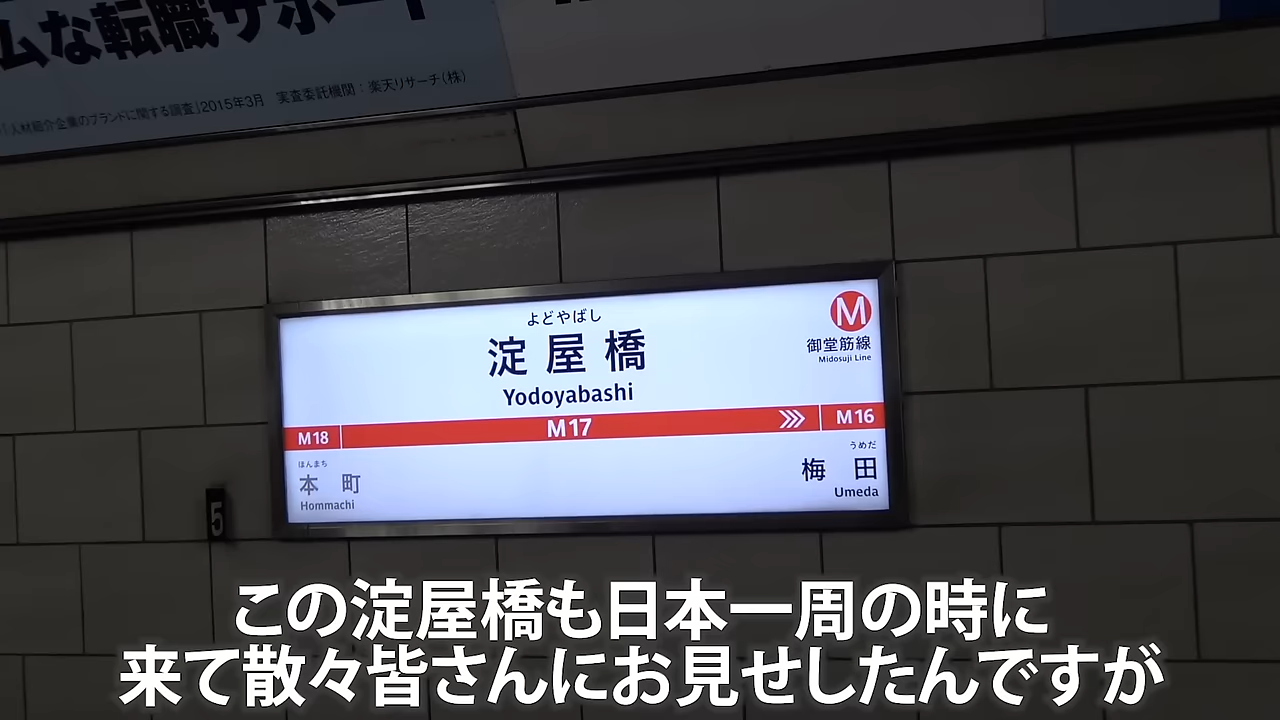 ムな転職サポート
人材紹介企業のブランドに関する調査」2015年3月 実査委託機関：楽天リサーチ(株)
よどやばし
淀屋橋
Yodoyabashi
M
御堂筋線
Midosuji Line
M18
M17
M16
ほんまち
本町
Hommachi
うめだ
梅田
Umeda
5
この淀屋橋も日本一周の時に
来て散々皆さんにお見せしたんですが